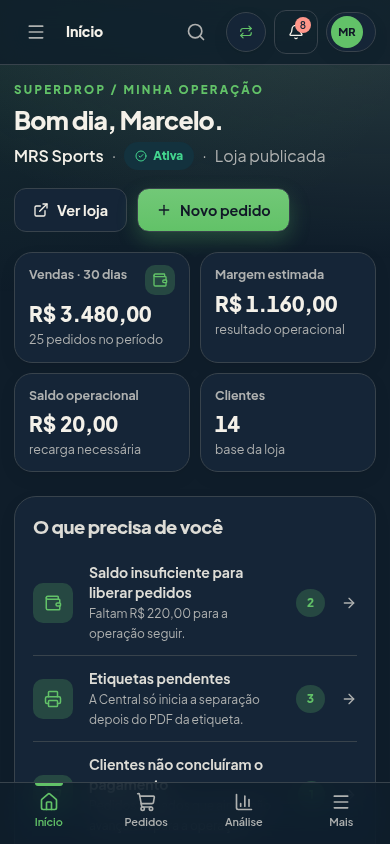 Início
8
MR
SUPERDROP / MINHA OPERAÇÃO
Bom dia, Marcelo.
MRS Sports · Ativa · Loja publicada
Ver loja
Novo pedido
Vendas · 30 dias
R$ 3.480,00
25 pedidos no período
Margem estimada
R$ 1.160,00
resultado operacional
Saldo operacional
R$ 20,00
recarga necessária
Clientes
14
base da loja
O que precisa de você
Saldo insuficiente para
liberar pedidos
Faltam R$ 220,00 para a
operação seguir.
2
Etiquetas pendentes
A Central só inicia a separação
depois do PDF da etiqueta.
3
Clientes não concluíram o
pagamento
Início
Pedidos
Análise
Mais